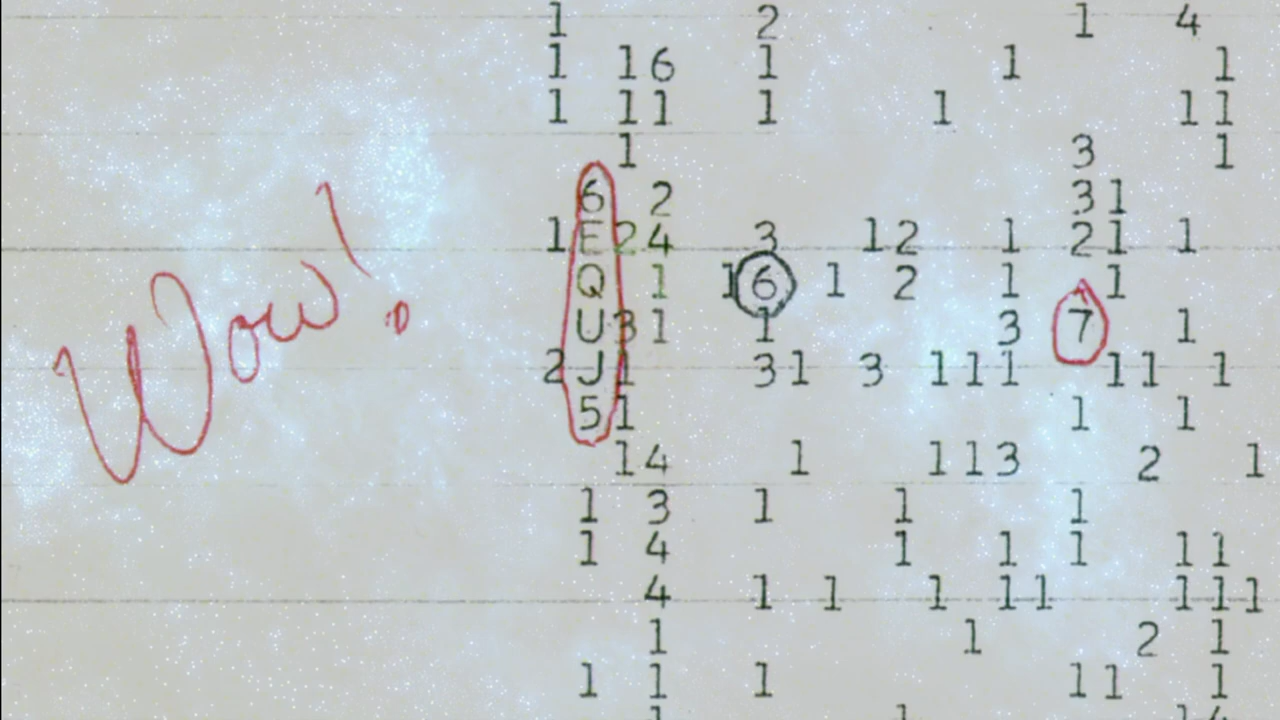 1 2 1 4
1 16 1 1 1
1 11 1 1 11
1 3 1
6 2 31
1E24 3 12 1 21 1
Q 1 16 1 2 1 1
U31 1 3 7 1
2J1 31 3 111 11 1
51 1 1
Wow!
14 1 113 2 1
1 3 1 1 1
1 4 1 1 1 11
4 1 1 1 11 111
1 1 2 1
1 1 1 11 1